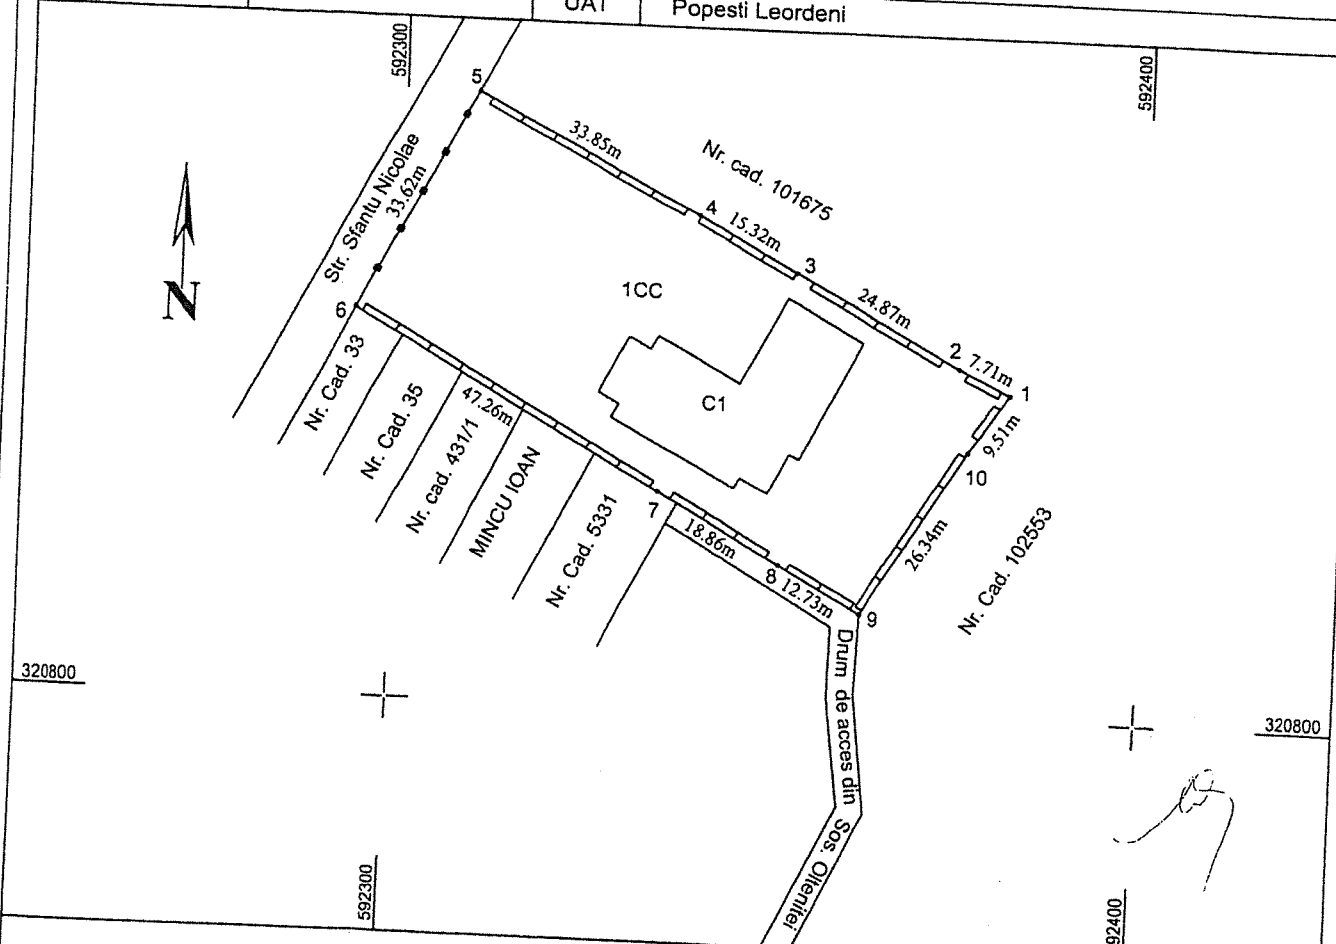 UAT
Popesti Leordeni
592300
592400
5
33.85m
Nr. cad. 101675
Str. Sfantu Nicolae
33.62m
4
15.32m
3
24.87m
1CC
N
6
2
7.71m
1
Nr. Cad. 33
Nr. Cad. 35
47.26m
C1
9.51m
Nr. cad. 431/1
MINCU IOAN
10
7
Nr. Cad. 5331
18.86m
26.34m
Nr. Cad. 102553
8
12.73m
9
Drum de acces din Sos. Oltenitei
320800
320800
592300
92400